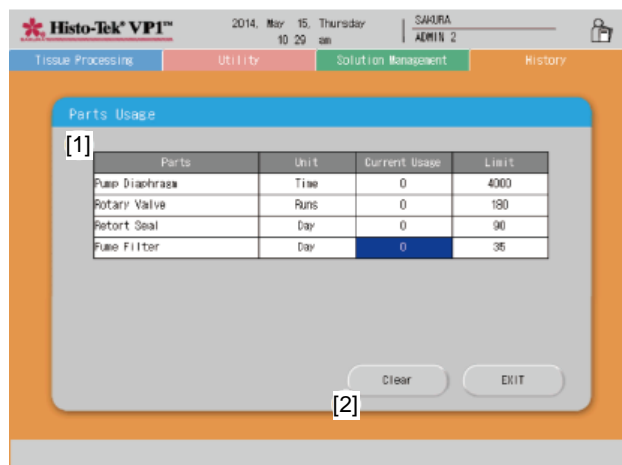 Histo-Tek® VP1™ 2014, May 15, Thursday SAKURA
10 29 am ADMIN 2
Tissue Processing Utility Solution Management History
Parts Usage
[1]
Parts Unit Current Usage Limit
Pump Diaphragm Time 0 4000
Rotary Valve Runs 0 180
Retort Seal Day 0 90
Fume Filter Day 0 35
Clear EXIT
[2]